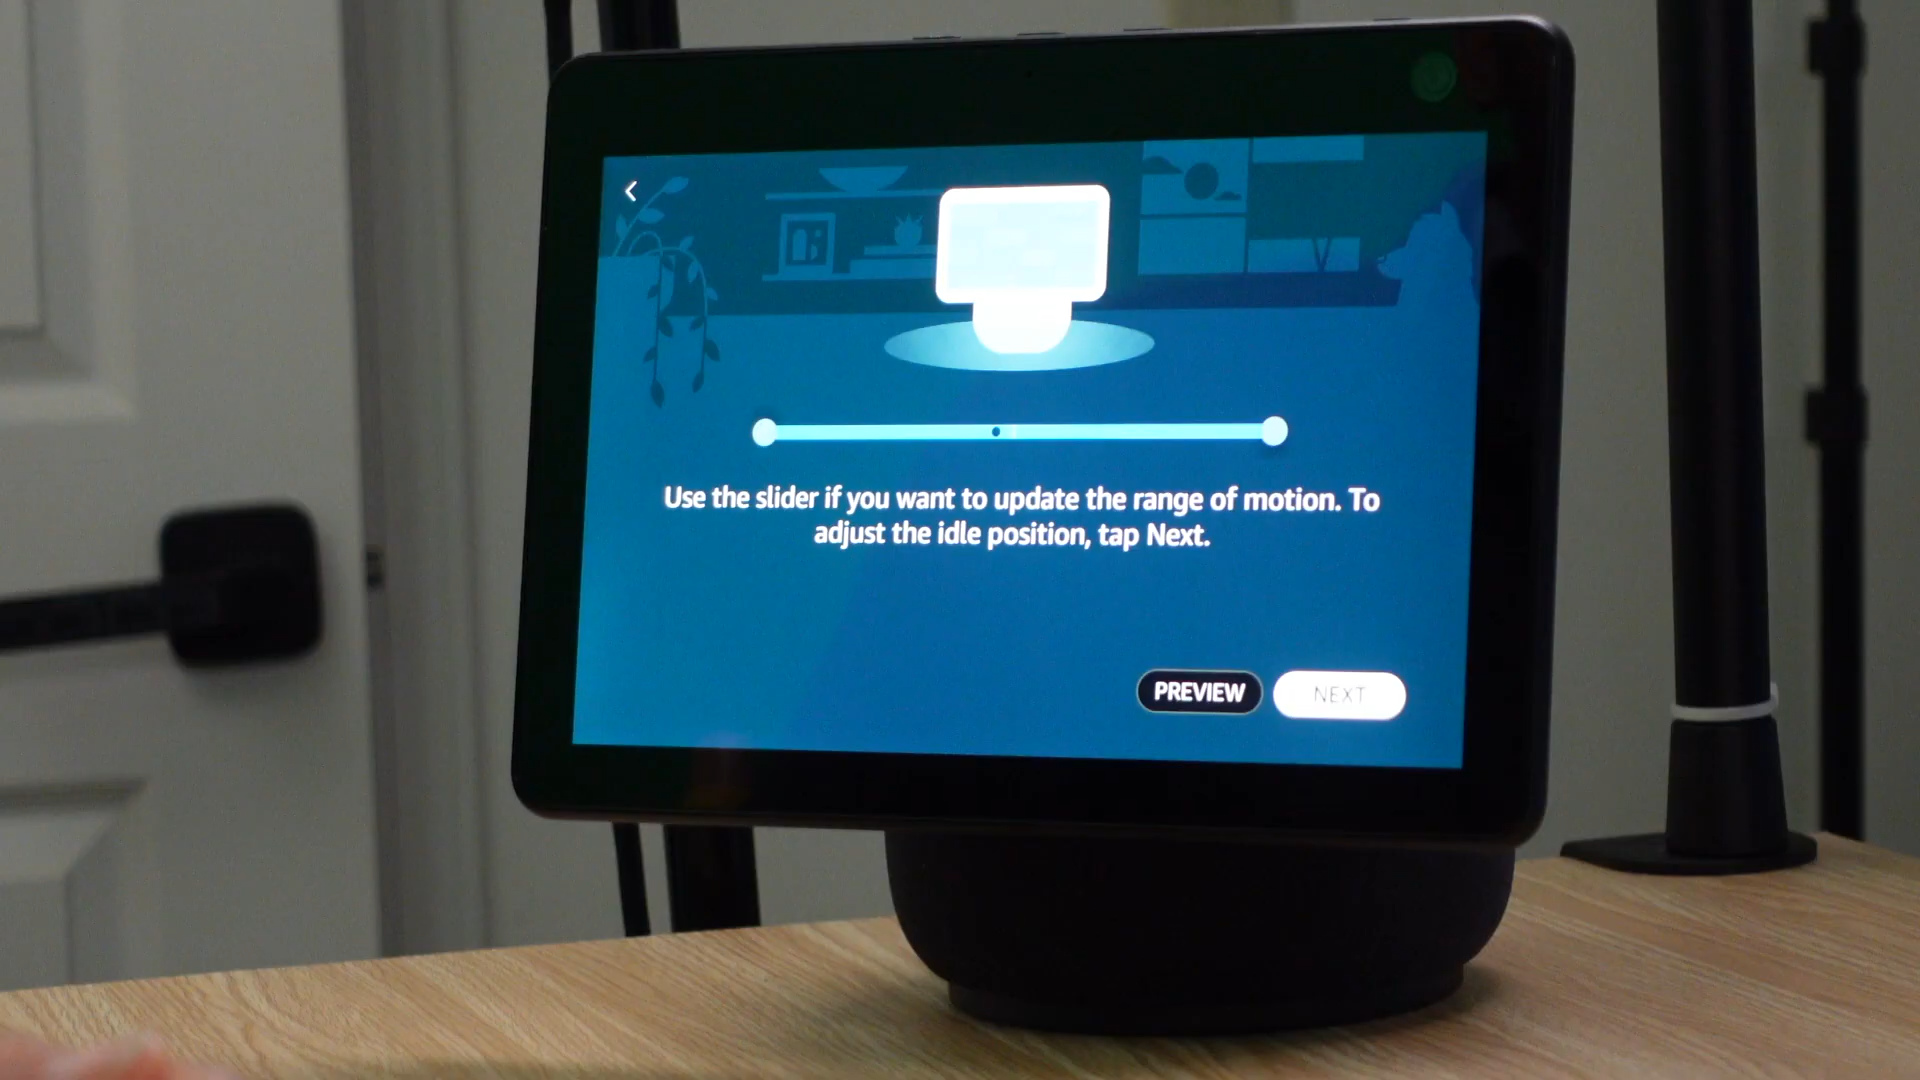 Use the slider if you want to update the range of motion. To
adjust the idle position, tap Next.
PREVIEW
NEXT